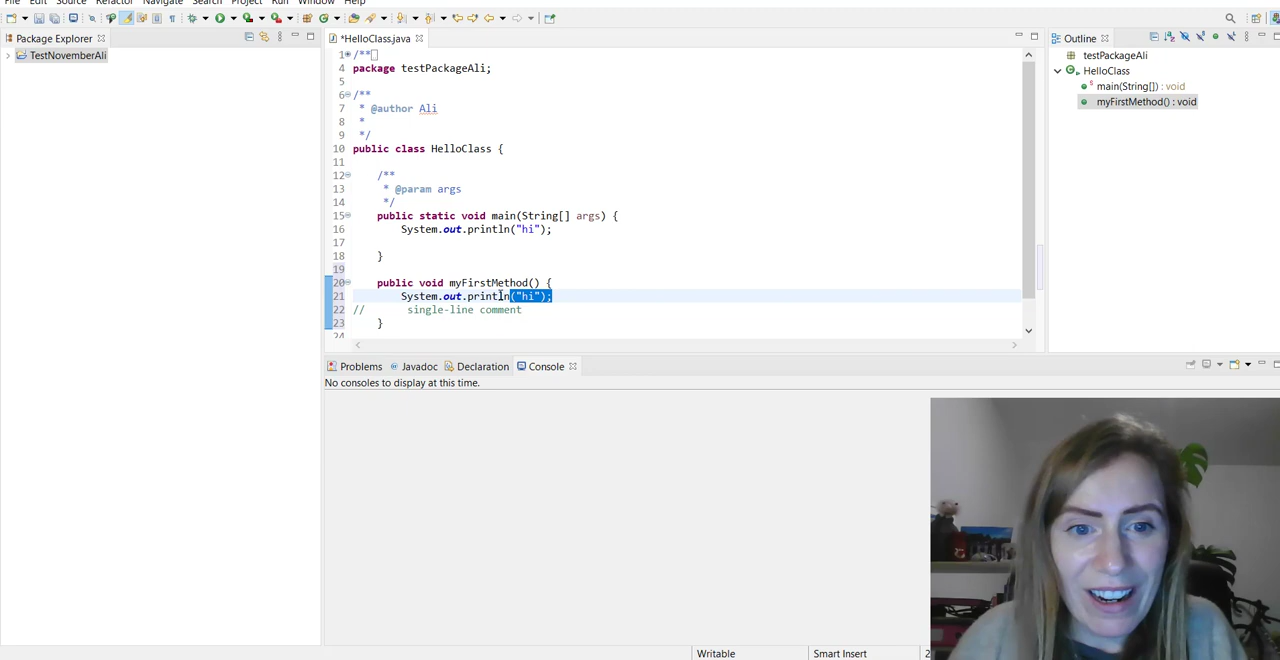 File Edit Source Refactor Navigate Search Project Run Window Help
Package Explorer
TestNovemberAli
*HelloClass.java
1 /**
4 package testPackageAli;
5
6 /**
7 * @author Ali
8 *
9 */
10 public class HelloClass {
11
12 /**
13 * @param args
14 */
15 public static void main(String[] args) {
16 System.out.println("hi");
17
18 }
19
20 public void myFirstMethod() {
21 System.out.println("hi");
22 // single-line comment
23 }
24
Outline
testPackageAli
HelloClass
main(String[]) : void
myFirstMethod() : void
Problems Javadoc Declaration Console
No consoles to display at this time.
Writable Smart Insert 2